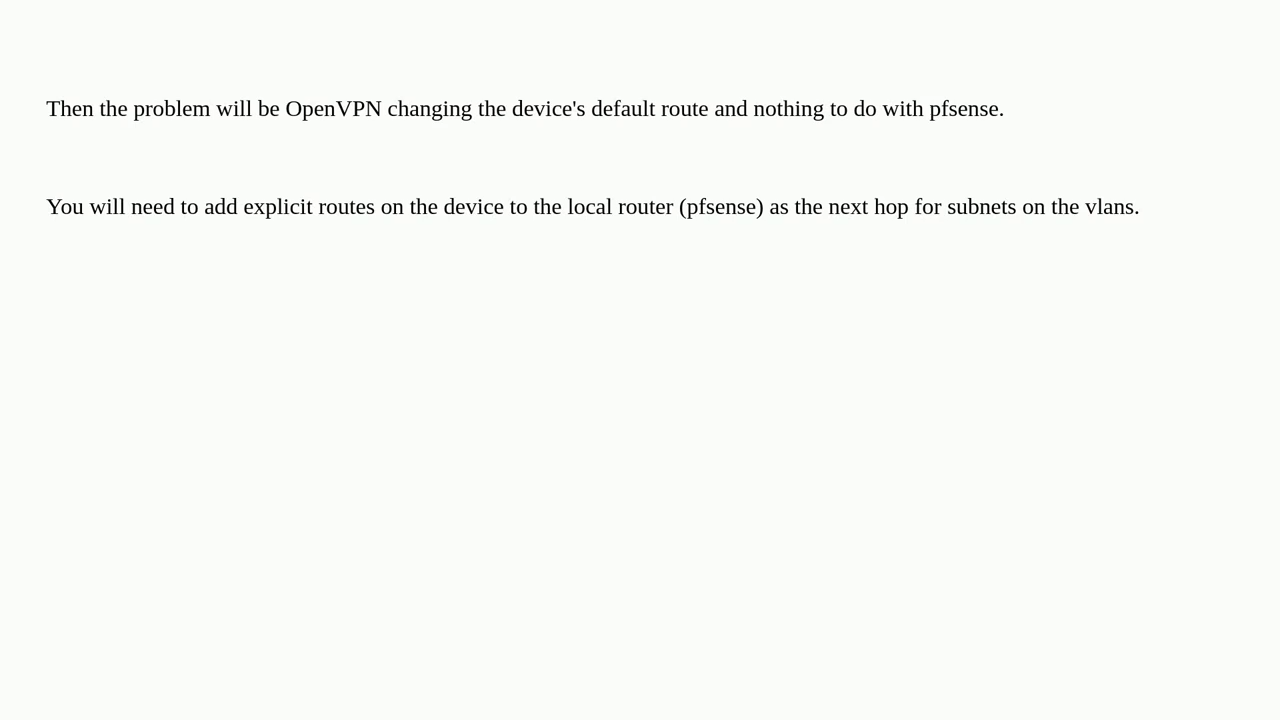 Then the problem will be OpenVPN changing the device's default route and nothing to do with pfsense.
You will need to add explicit routes on the device to the local router (pfsense) as the next hop for subnets on the vlans.